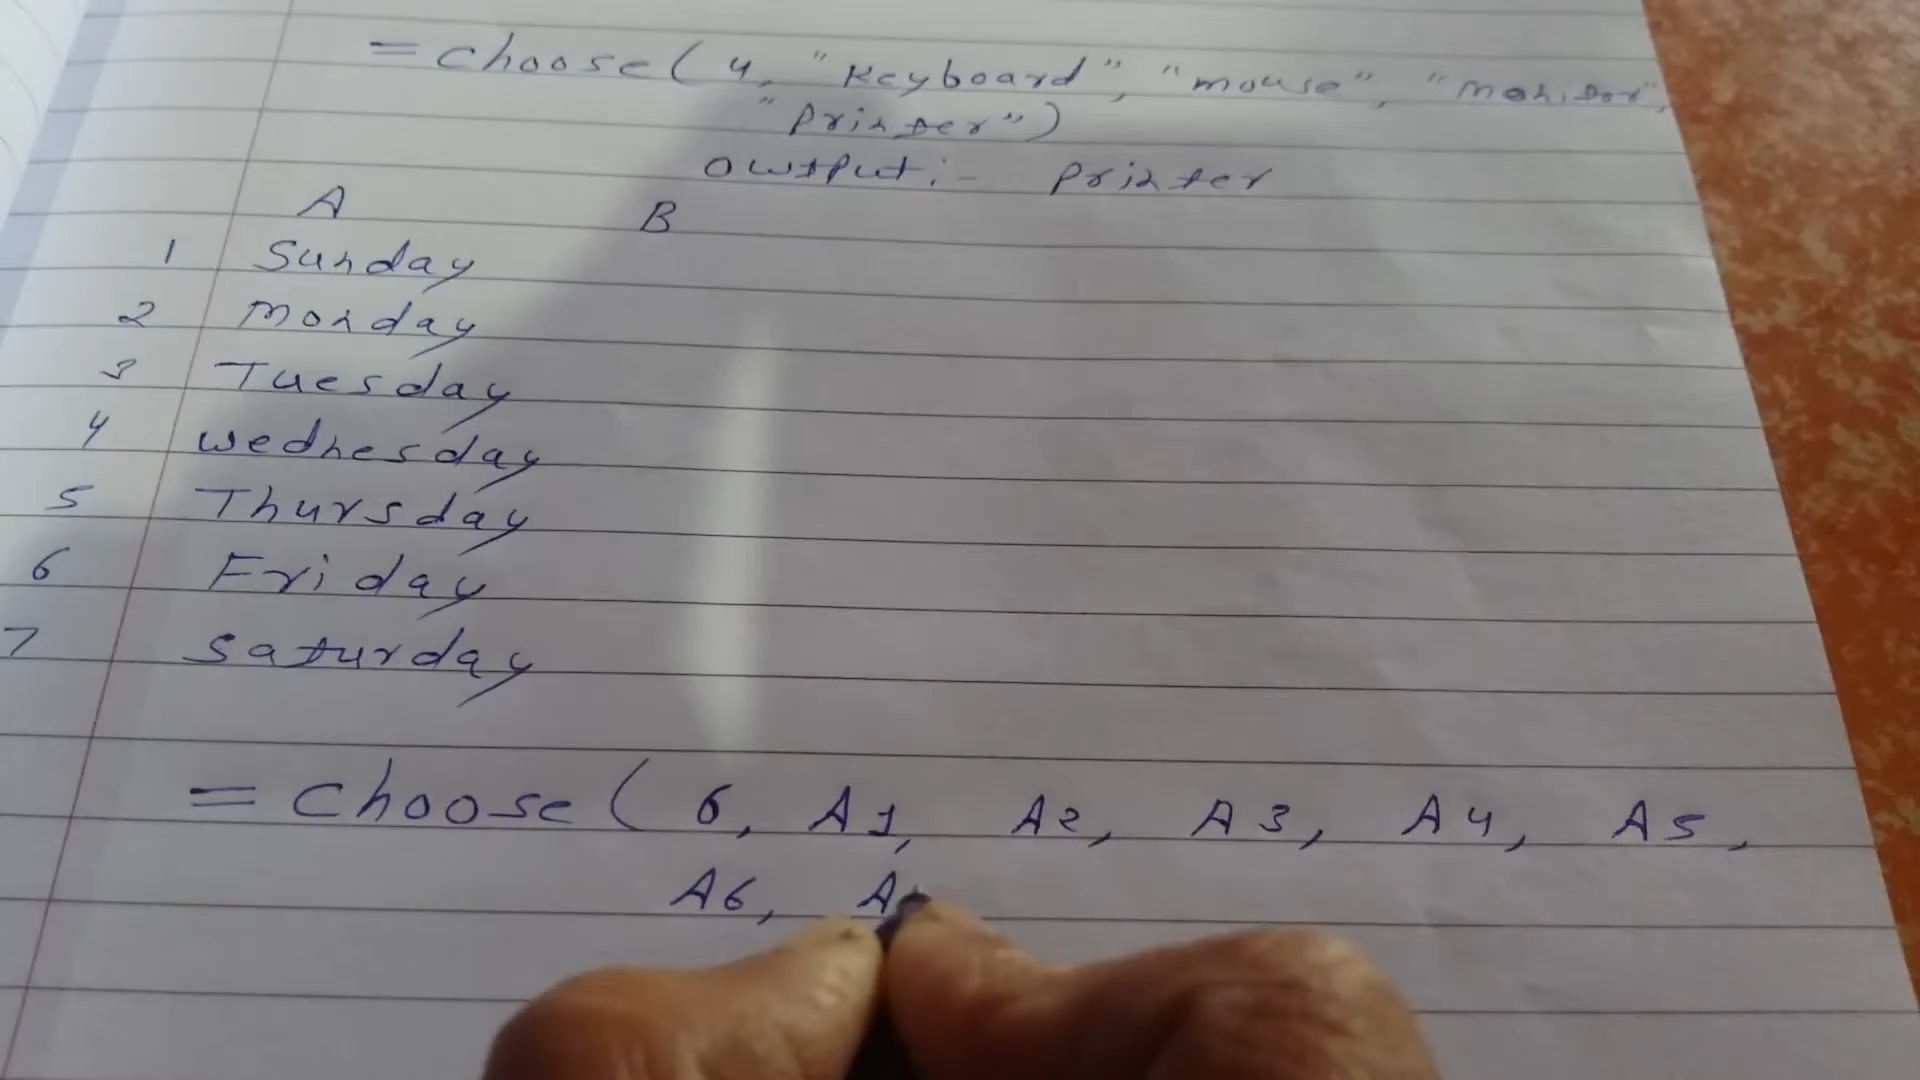 =Choose(4, "Keyboard", "mouse", "monitor",
"Printer")
Output:- Printer
A B
1 Sunday
2 Monday
3 Tuesday
4 Wednesday
5 Thursday
6 Friday
7 Saturday
=Choose(6, A1, A2, A3, A4, A5,
A6, A